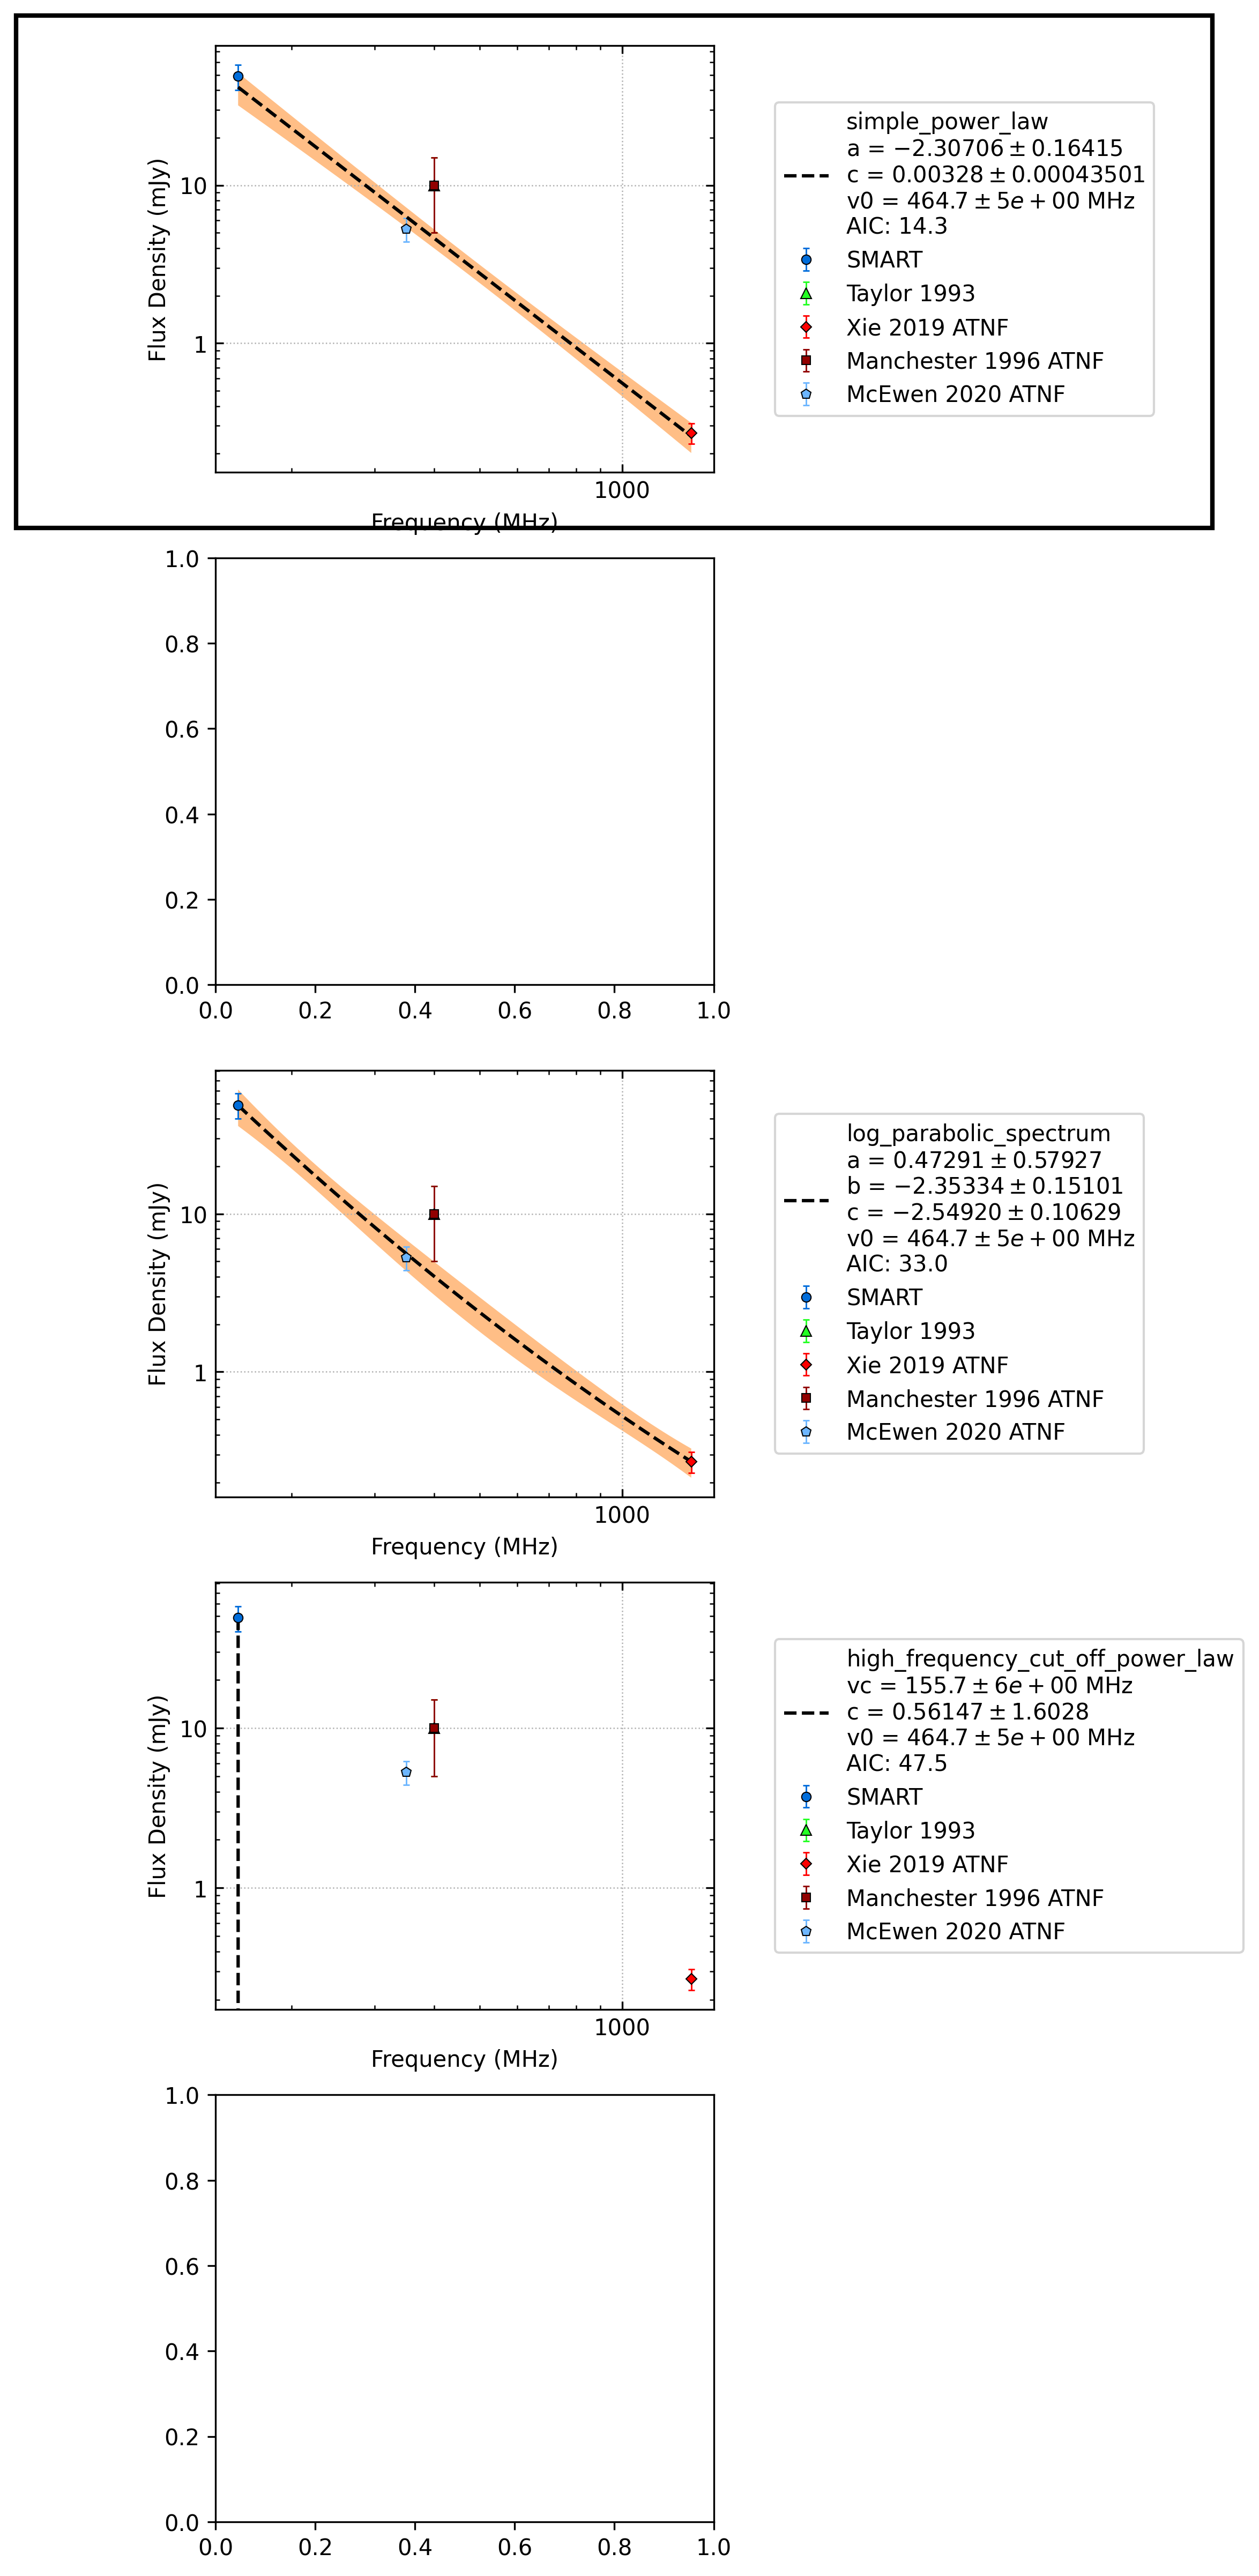 Flux Density (mJy)
10
1
1000
Frequency (MHz)
simple_power_law
a = −2.30706 ± 0.16415
c = 0.00328 ± 0.00043501
v0 = 464.7 ± 5e + 00 MHz
AIC: 14.3
SMART
Taylor 1993
Xie 2019 ATNF
Manchester 1996 ATNF
McEwen 2020 ATNF
1.0
0.8
0.6
0.4
0.2
0.0
0.0 0.2 0.4 0.6 0.8 1.0
Flux Density (mJy)
10
1
1000
Frequency (MHz)
log_parabolic_spectrum
a = 0.47291 ± 0.57927
b = −2.35334 ± 0.15101
c = −2.54920 ± 0.10629
v0 = 464.7 ± 5e + 00 MHz
AIC: 33.0
SMART
Taylor 1993
Xie 2019 ATNF
Manchester 1996 ATNF
McEwen 2020 ATNF
Flux Density (mJy)
10
1
1000
Frequency (MHz)
high_frequency_cut_off_power_law
vc = 155.7 ± 6e + 00 MHz
c = 0.56147 ± 1.6028
v0 = 464.7 ± 5e + 00 MHz
AIC: 47.5
SMART
Taylor 1993
Xie 2019 ATNF
Manchester 1996 ATNF
McEwen 2020 ATNF
1.0
0.8
0.6
0.4
0.2
0.0
0.0 0.2 0.4 0.6 0.8 1.0